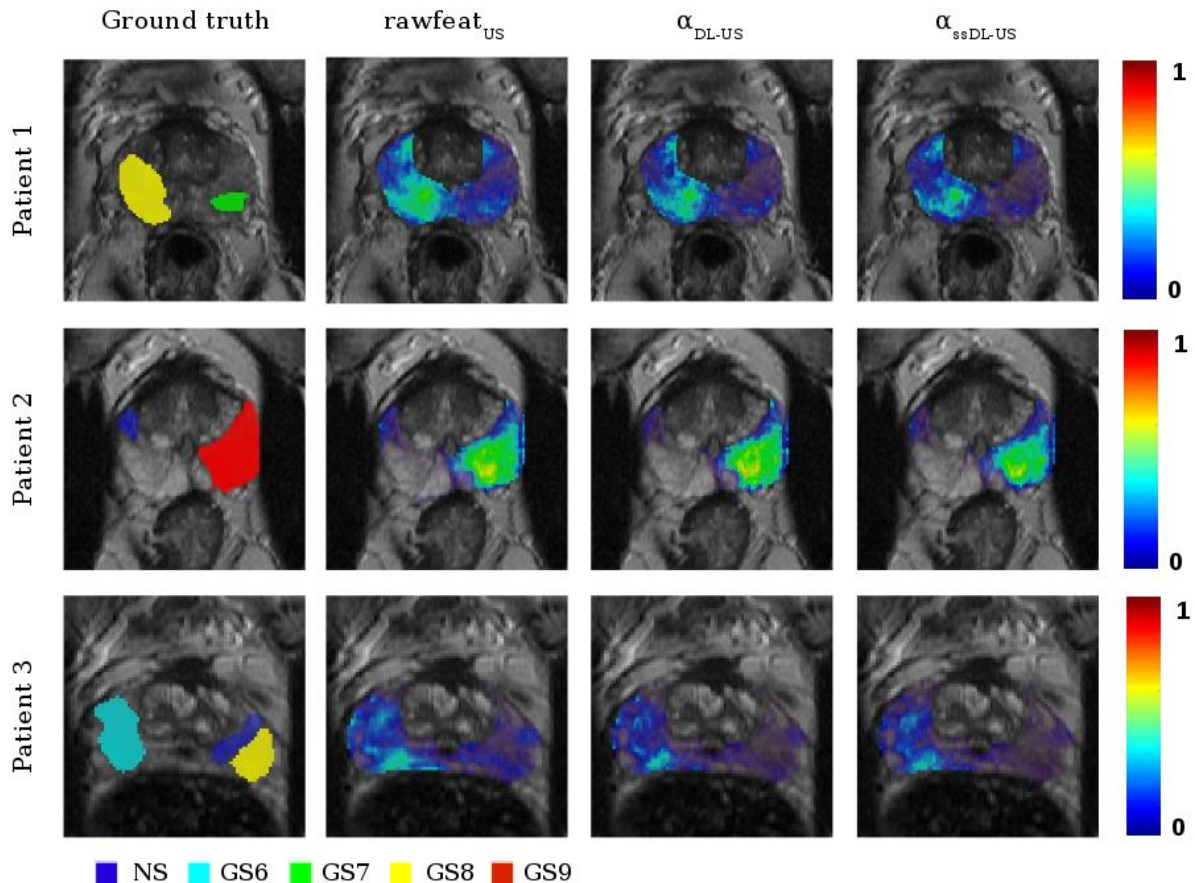 Ground truth rawfeat_US α_DL-US α_ssDL-US
Patient 1
1
0
Patient 2
1
0
Patient 3
1
0
NS GS6 GS7 GS8 GS9